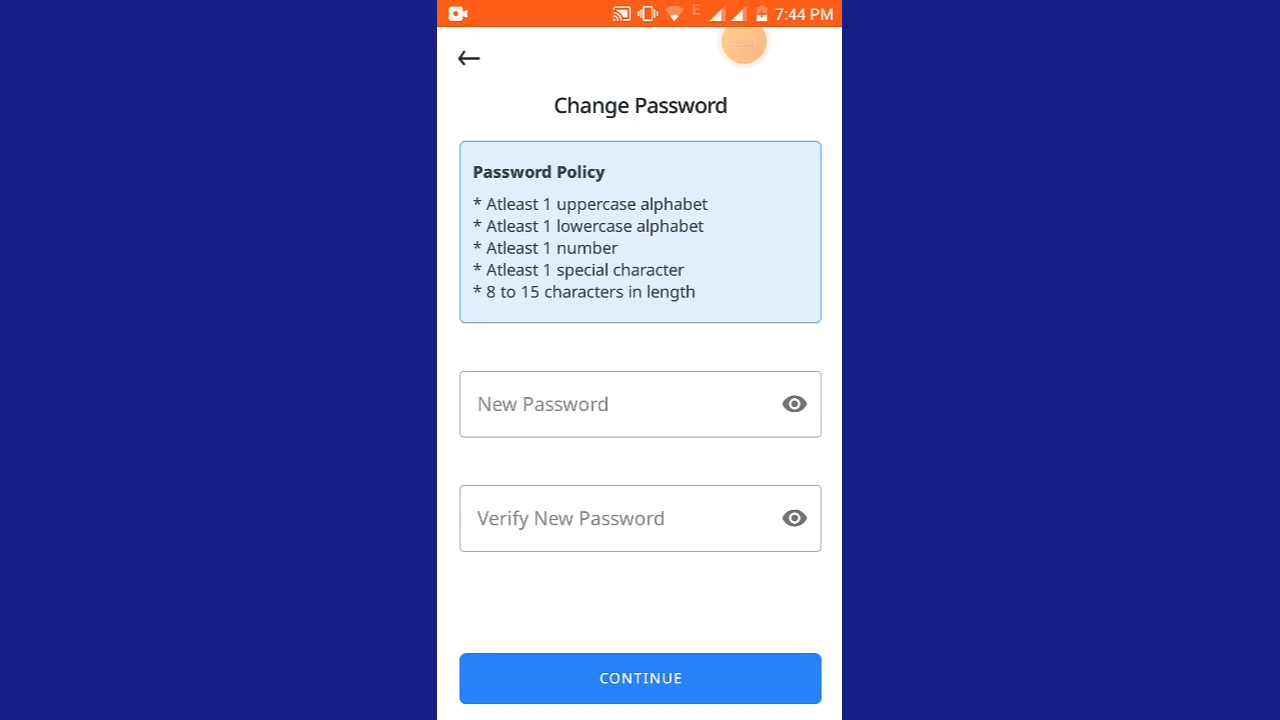 E 7:44 PM
Change Password
Password Policy
* Atleast 1 uppercase alphabet
* Atleast 1 lowercase alphabet
* Atleast 1 number
* Atleast 1 special character
* 8 to 15 characters in length
New Password
Verify New Password
CONTINUE